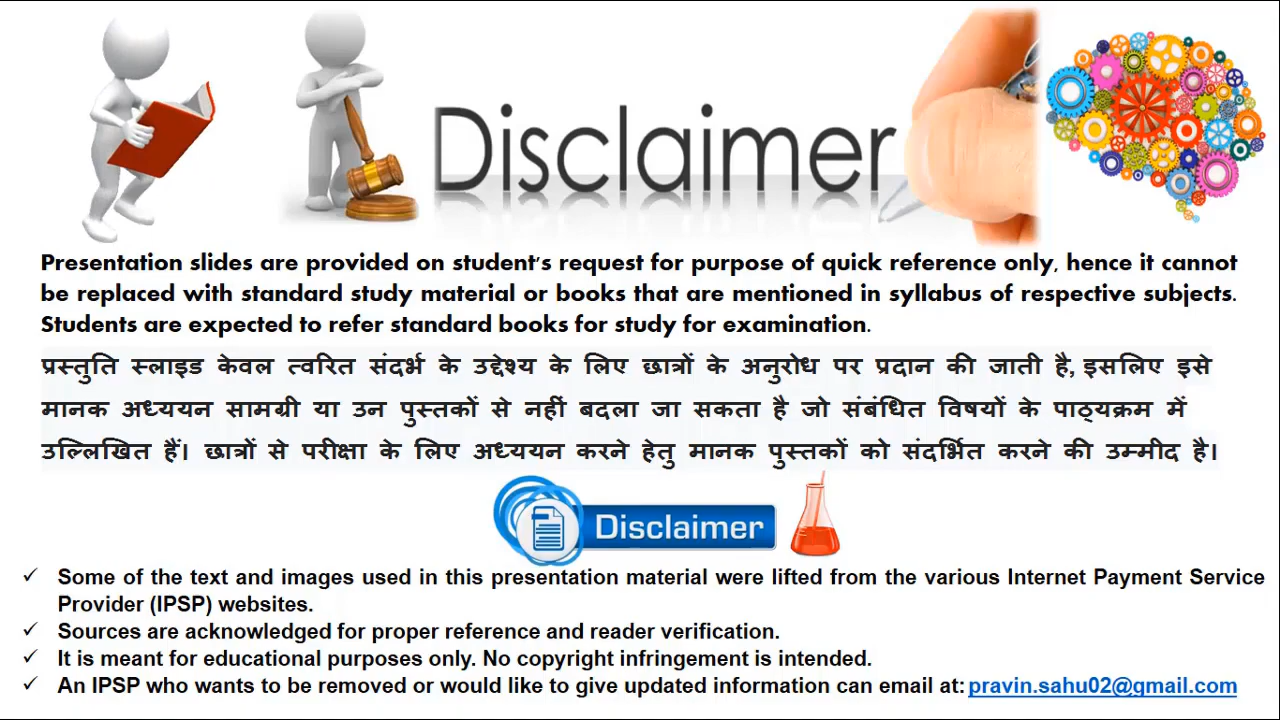 Disclaimer
Presentation slides are provided on student's request for purpose of quick reference only, hence it cannot
be replaced with standard study material or books that are mentioned in syllabus of respective subjects.
Students are expected to refer standard books for study for examination.
प्रस्तुति स्लाइड केवल त्वरित संदर्भ के उद्देश्य के लिए छात्रों के अनुरोध पर प्रदान की जाती है, इसलिए इसे
मानक अध्ययन सामग्री या उन पुस्तकों से नहीं बदला जा सकता है जो संबंधित विषयों के पाठ्यक्रम में
उल्लिखित हैं। छात्रों से परीक्षा के लिए अध्ययन करने हेतु मानक पुस्तकों को संदर्भित करने की उम्मीद है।
Disclaimer
✓ Some of the text and images used in this presentation material were lifted from the various Internet Payment Service
Provider (IPSP) websites.
✓ Sources are acknowledged for proper reference and reader verification.
✓ It is meant for educational purposes only. No copyright infringement is intended.
✓ An IPSP who wants to be removed or would like to give updated information can email at: pravin.sahu02@gmail.com